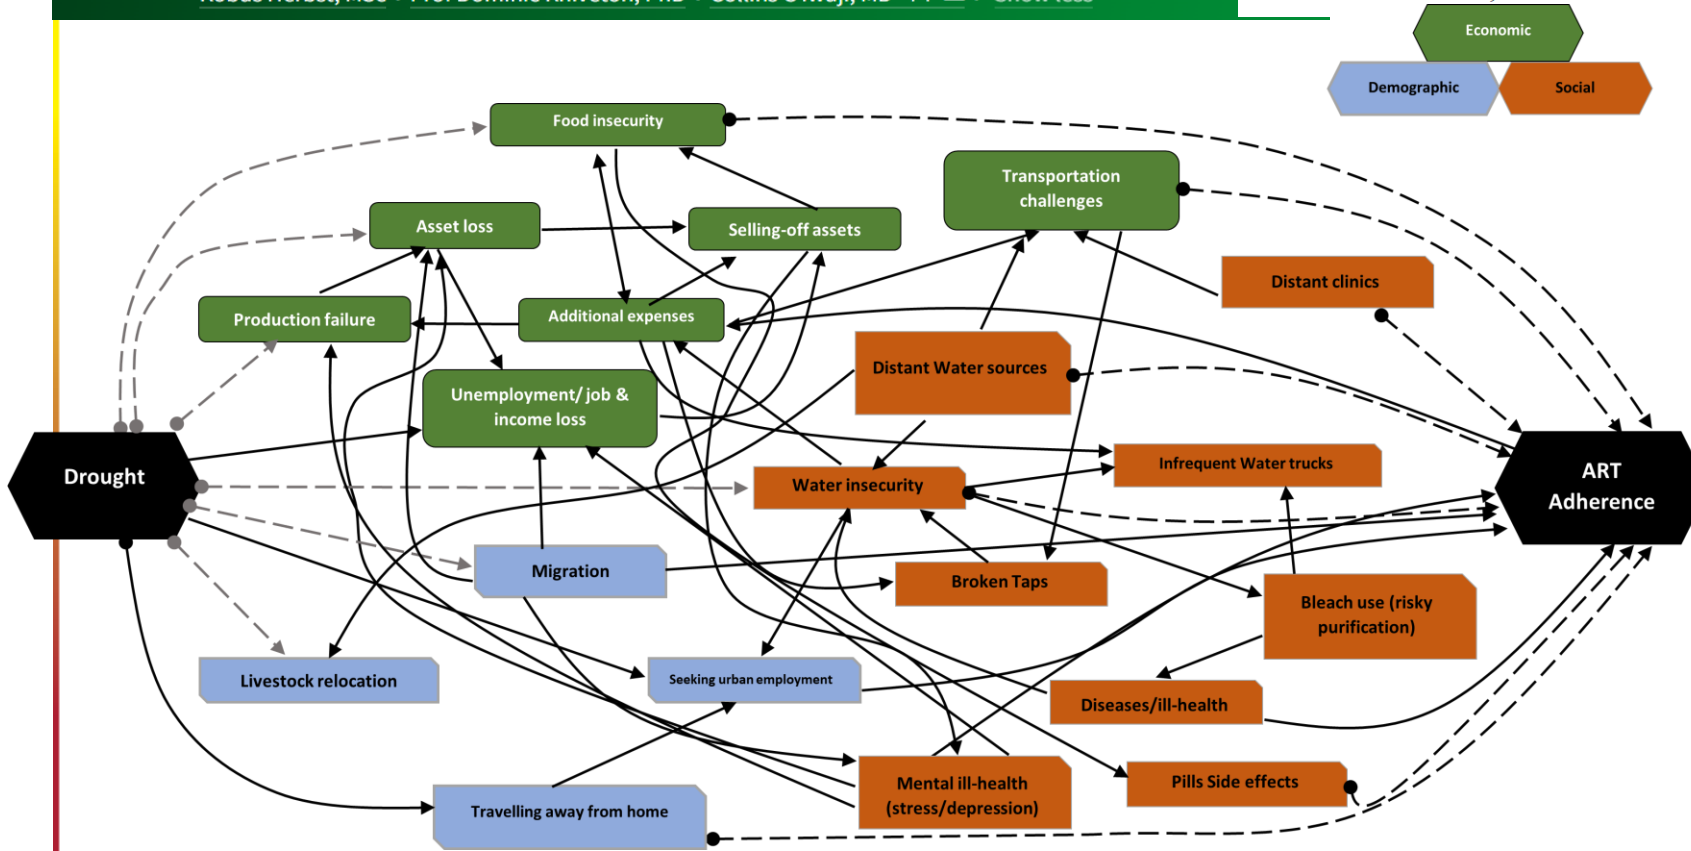 Economic
Demographic
Social
Food insecurity
Transportation
challenges
Asset loss
Selling-off assets
Distant clinics
Production failure
Additional expenses
Distant Water sources
Unemployment/ job &
income loss
Drought
Water insecurity
Infrequent Water trucks
ART
Adherence
Migration
Broken Taps
Bleach use (risky
purification)
Livestock relocation
Seeking urban employment
Diseases/ill-health
Mental ill-health
(stress/depression)
Pills Side effects
Travelling away from home